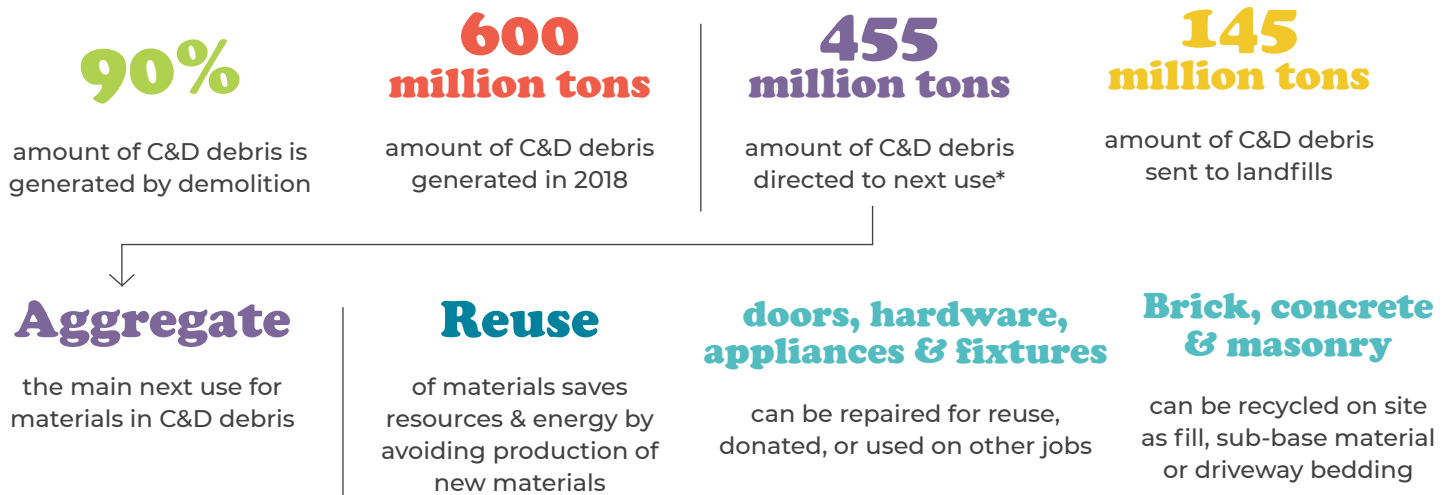 90%
amount of C&D debris is
generated by demolition
600
million tons
amount of C&D debris
generated in 2018
455
million tons
amount of C&D debris
directed to next use*
145
million tons
amount of C&D debris
sent to landfills
Aggregate
the main next use for
materials in C&D debris
Reuse
of materials saves
resources & energy by
avoiding production of
new materials
doors, hardware,
appliances & fixtures
can be repaired for reuse,
donated, or used on other jobs
Brick, concrete
& masonry
can be recycled on site
as fill, sub-base material
or driveway bedding